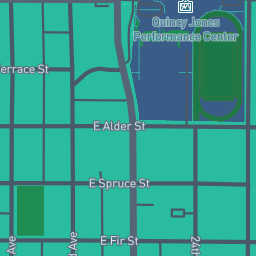 Quincy Jones
Performance Center
errace St
E Alder St
E Spruce St
E Fir St
Ave
d Ave
24th